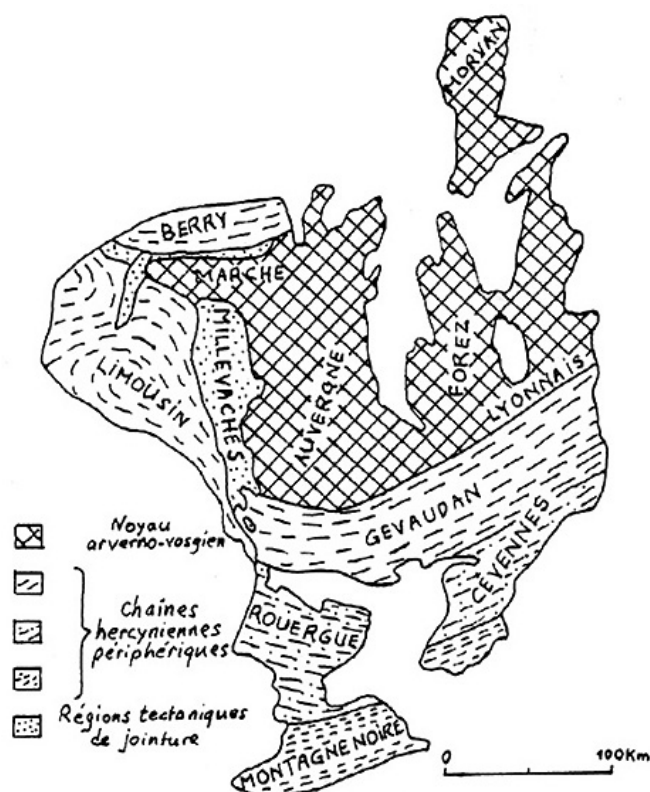 MORVAN
BERRY
MARCHE
MILLEVACHES
LIMOUSIN
AUVERGNE
FOREZ
LYONNAIS
GEVAUDAN
CEVENNES
ROUERGUE
MONTAGNE NOIRE
Noyau
arverno-vosgien
Chaînes
hercyniennes
périphériques
Régions tectoniques
de jointure
0 100Km